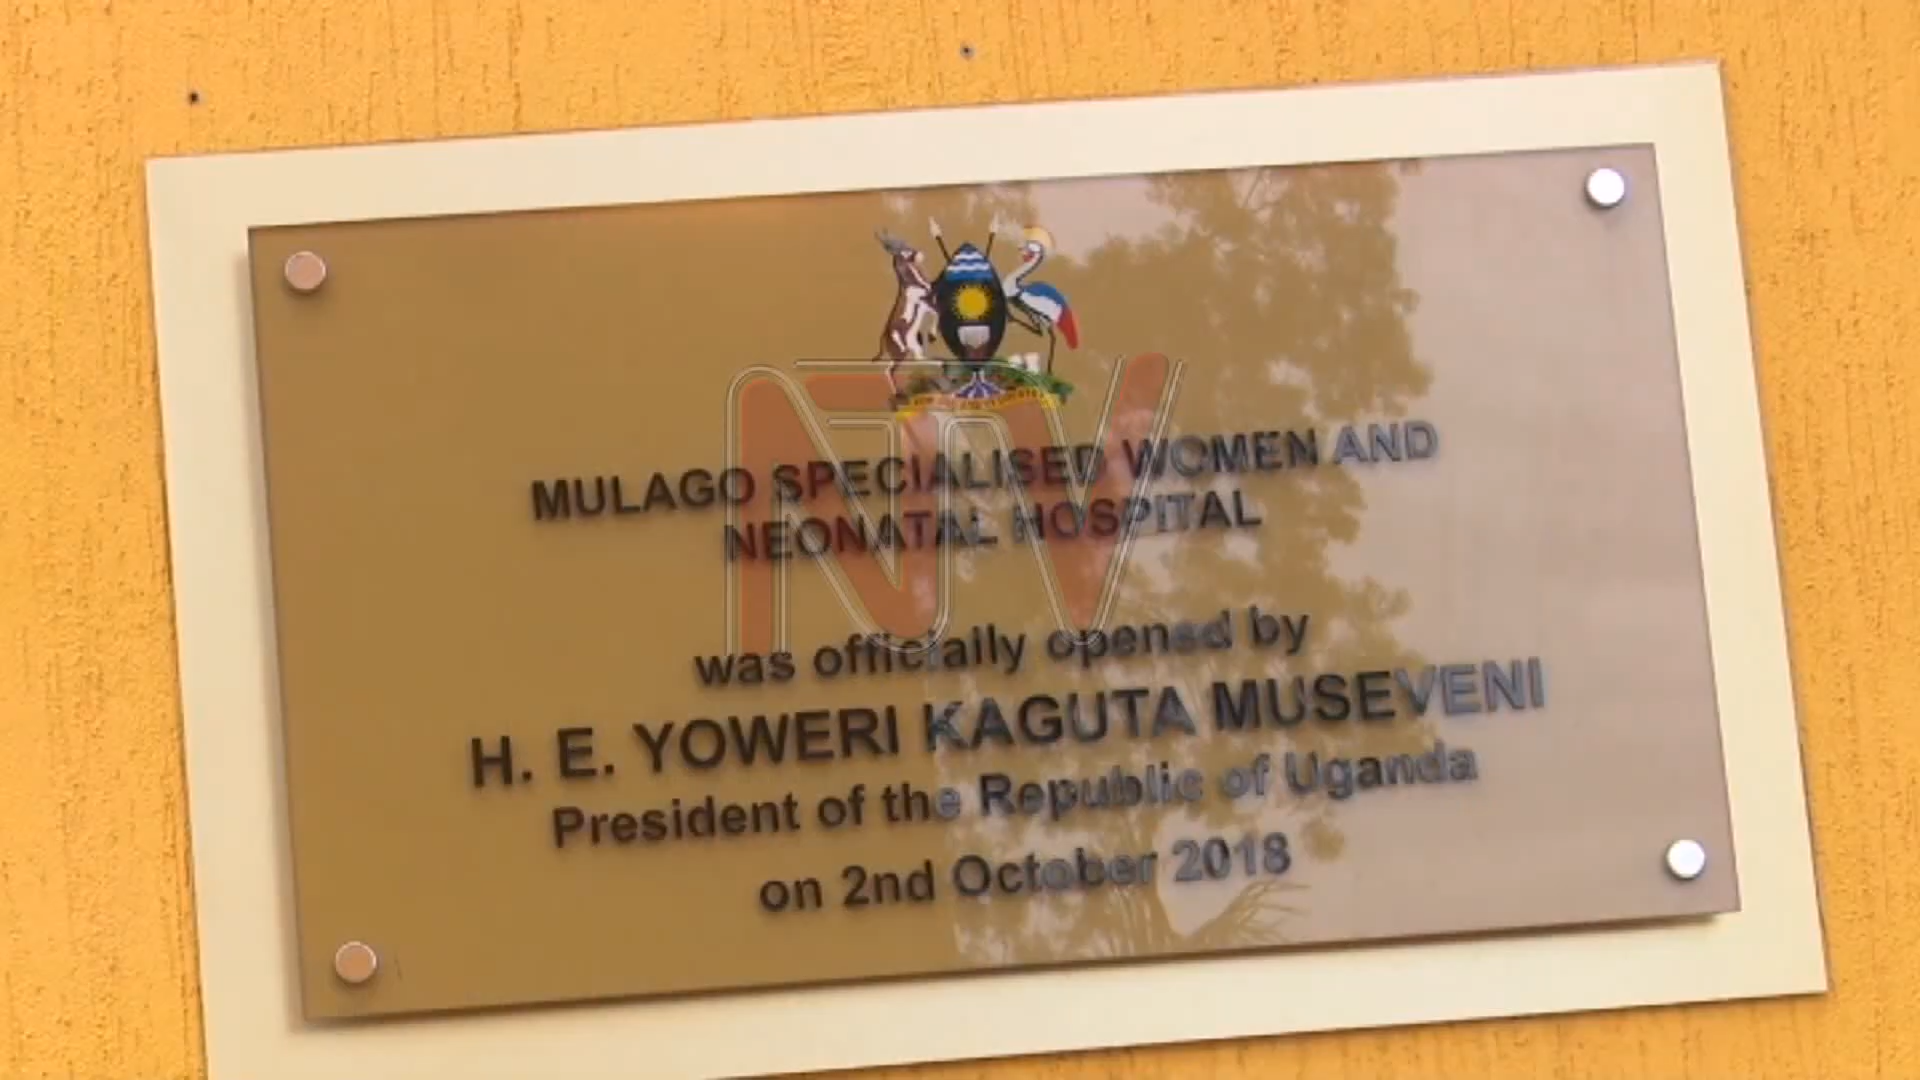 MULAGO SPECIALISED WOMEN AND
NEONATAL HOSPITAL
was officially opened by
H. E. YOWERI KAGUTA MUSEVENI
President of the Republic of Uganda
on 2nd October 2018
NTV